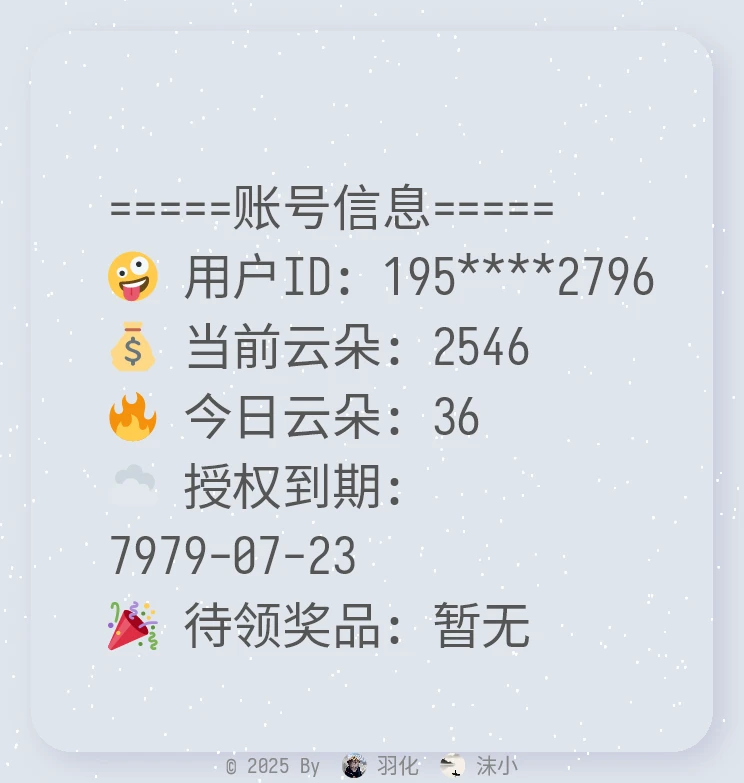 =====账号信息=====
🤪 用户ID: 195****2796
💰 当前云朵: 2546
🔥 今日云朵: 36
☁️ 授权到期:
7979-07-23
🎉 待领奖品: 暂无
© 2025 By 羽化 沫小